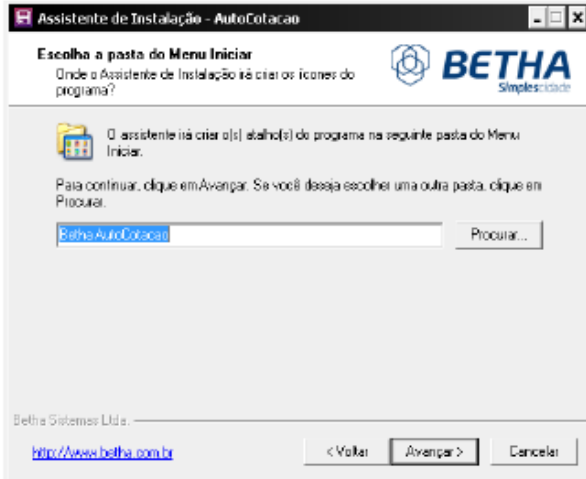 Assistente de Instalação - AutoCotacao
Escolha a pasta do Menu Iniciar
Onde o Assistente de Instalação irá criar os ícones do
programa?
BETHA
Simplescidade
O assistente irá criar o(s) atalho(s) do programa na seguinte pasta do Menu
Iniciar.
Para continuar, clique em Avançar. Se você deseja escolher uma outra pasta, clique em
Procurar.
Betha AutoCotacao
Procurar...
Betha Sistemas Ltda.
http://www.betha.com.br
< Voltar
Avançar >
Cancelar